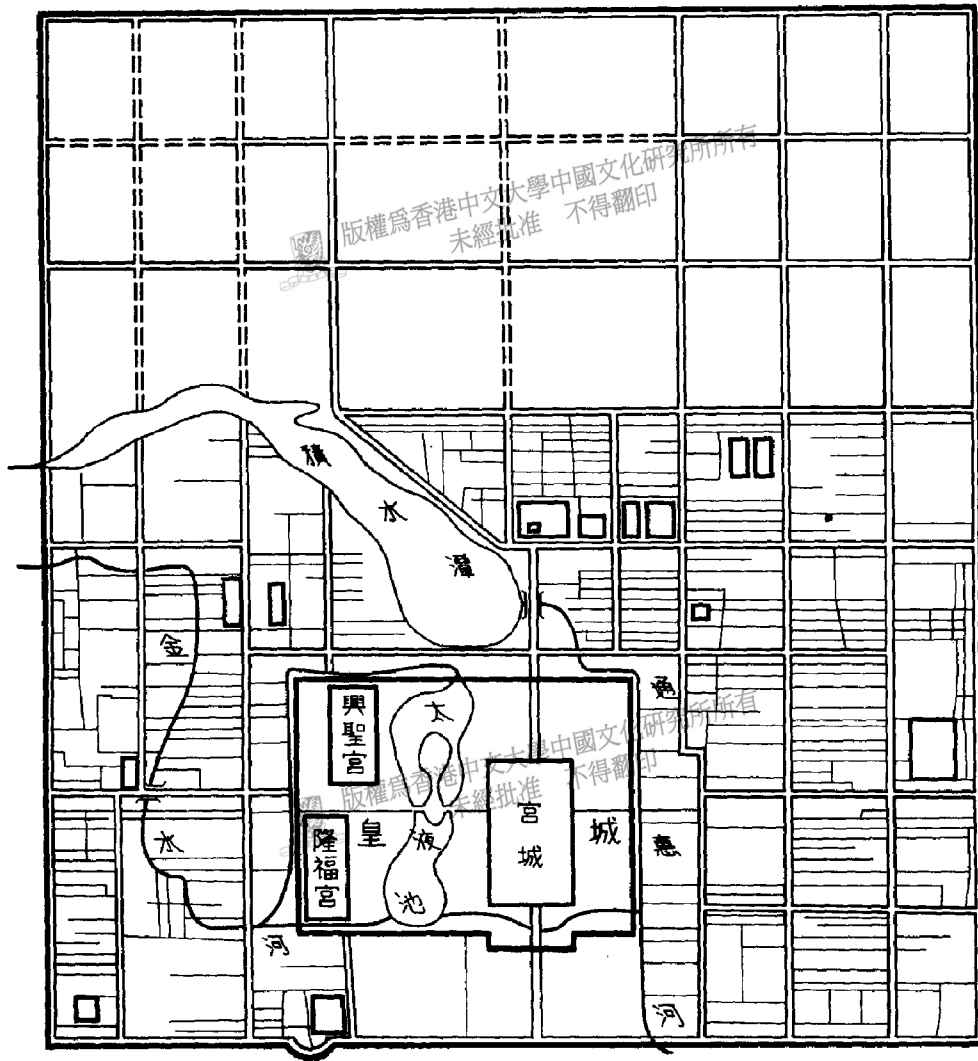 版權爲香港中文大學中國文化研究所所有
未經批准 不得翻印
積水潭
金水河
通惠河
興聖宮
隆福宮
太液池
皇城
宮城
版權爲香港中文大學中國文化研究所所有
未經批准 不得翻印